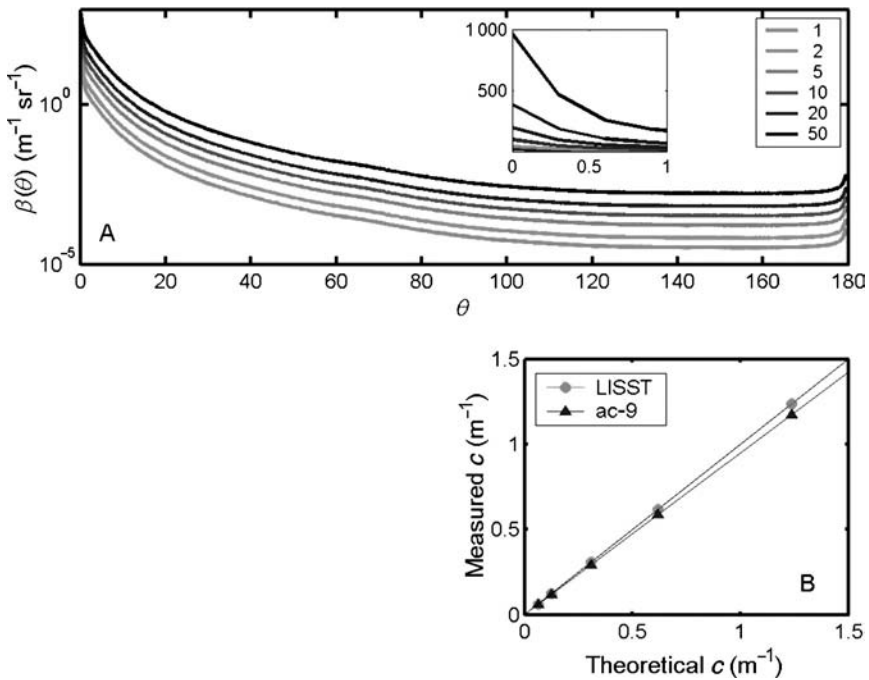 β(θ) (m⁻¹ sr⁻¹)
10⁰
10⁻⁵
A
0 20 40 60 80 100 120 140 160 180
θ
1 000
500
0 0.5 1
1
2
5
10
20
50
1.5
1
0.5
0
Measured c (m⁻¹)
LISST
ac-9
B
0 0.5 1 1.5
Theoretical c (m⁻¹)